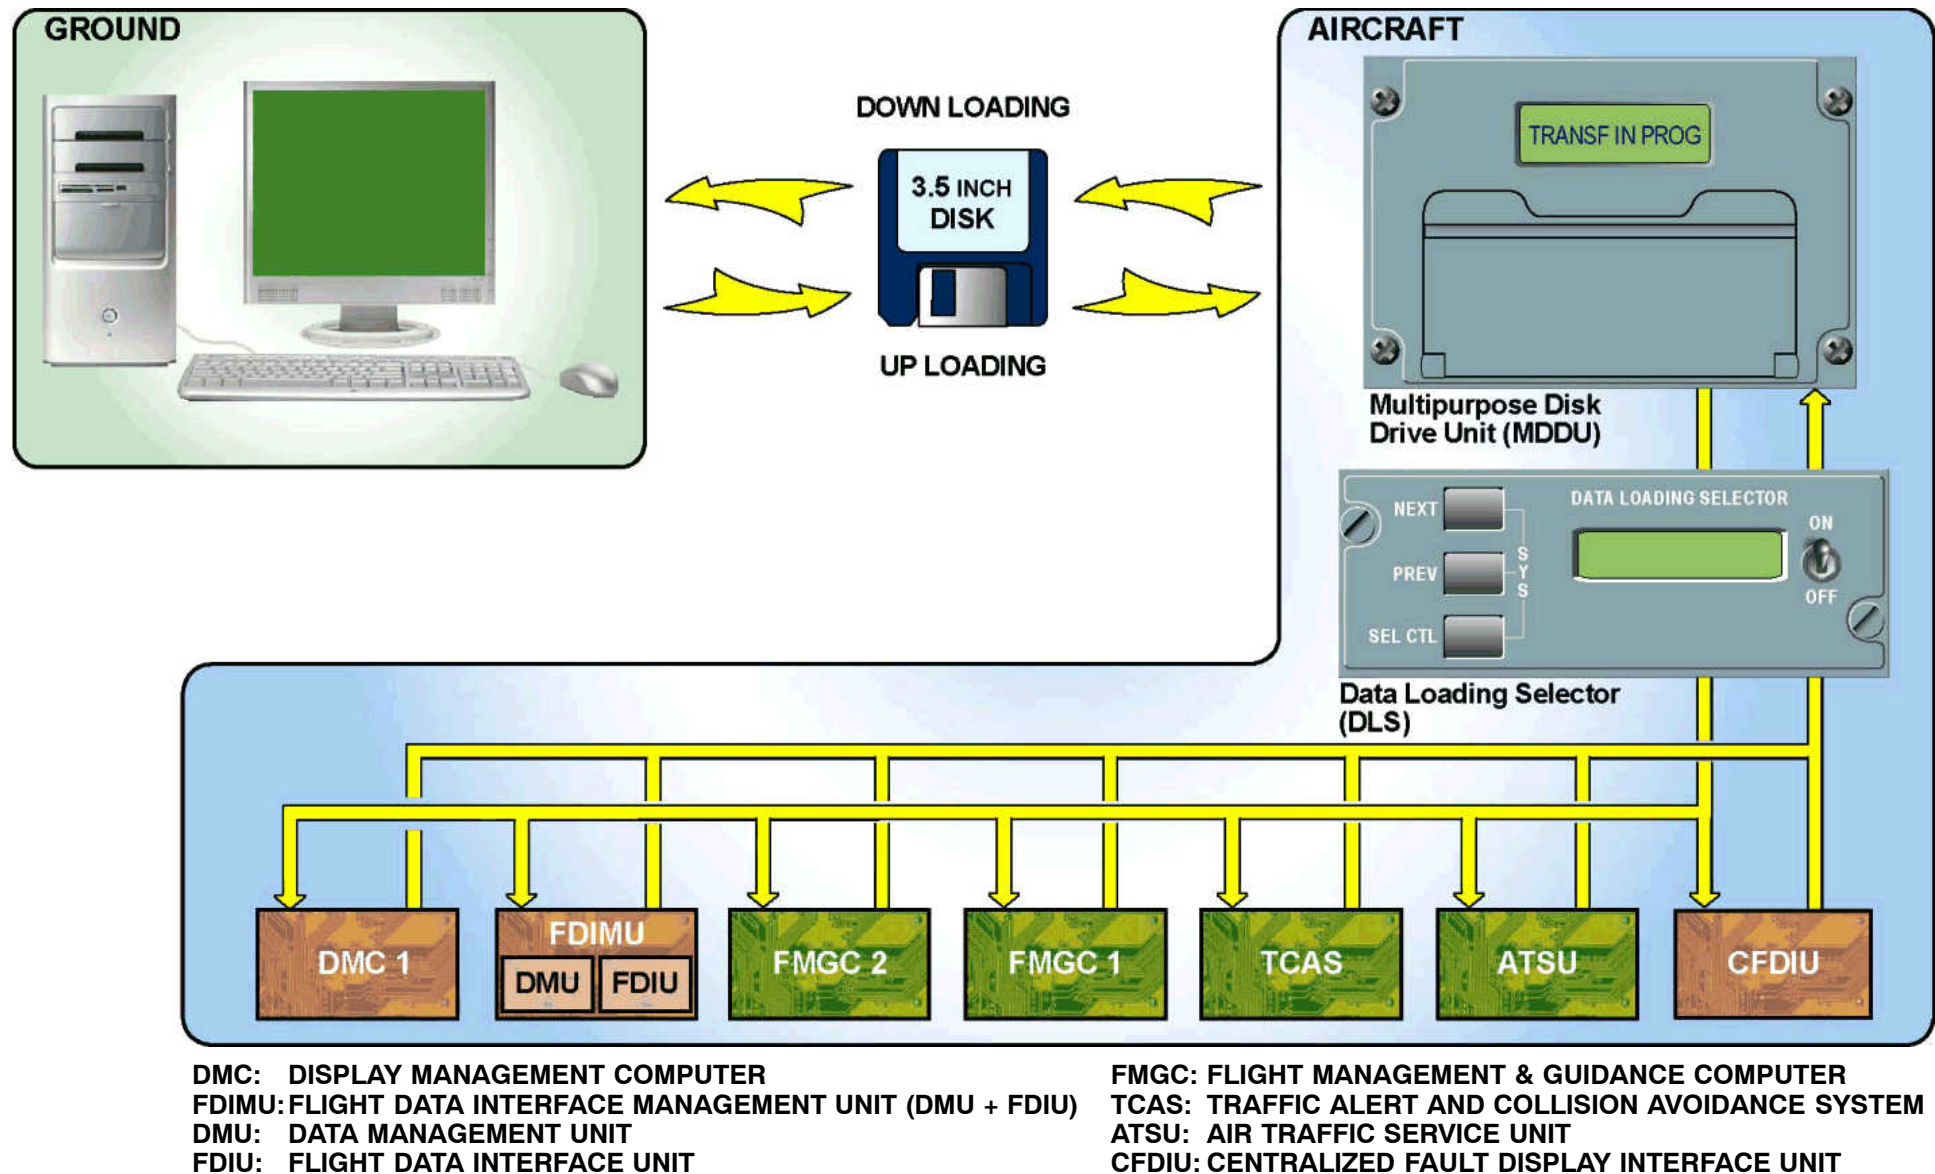 GROUND
AIRCRAFT
DOWN LOADING
3.5 INCH
DISK
UP LOADING
TRANSF IN PROG
Multipurpose Disk
Drive Unit (MDDU)
DATA LOADING SELECTOR
NEXT
PREV
SEL CTL
SYS
ON
OFF
Data Loading Selector
(DLS)
DMC 1
FDIMU
DMU
FDIU
FMGC 2
FMGC 1
TCAS
ATSU
CFDIU
DMC: DISPLAY MANAGEMENT COMPUTER
FDIMU: FLIGHT DATA INTERFACE MANAGEMENT UNIT (DMU + FDIU)
DMU: DATA MANAGEMENT UNIT
FDIU: FLIGHT DATA INTERFACE UNIT
FMGC: FLIGHT MANAGEMENT & GUIDANCE COMPUTER
TCAS: TRAFFIC ALERT AND COLLISION AVOIDANCE SYSTEM
ATSU: AIR TRAFFIC SERVICE UNIT
CFDIU: CENTRALIZED FAULT DISPLAY INTERFACE UNIT